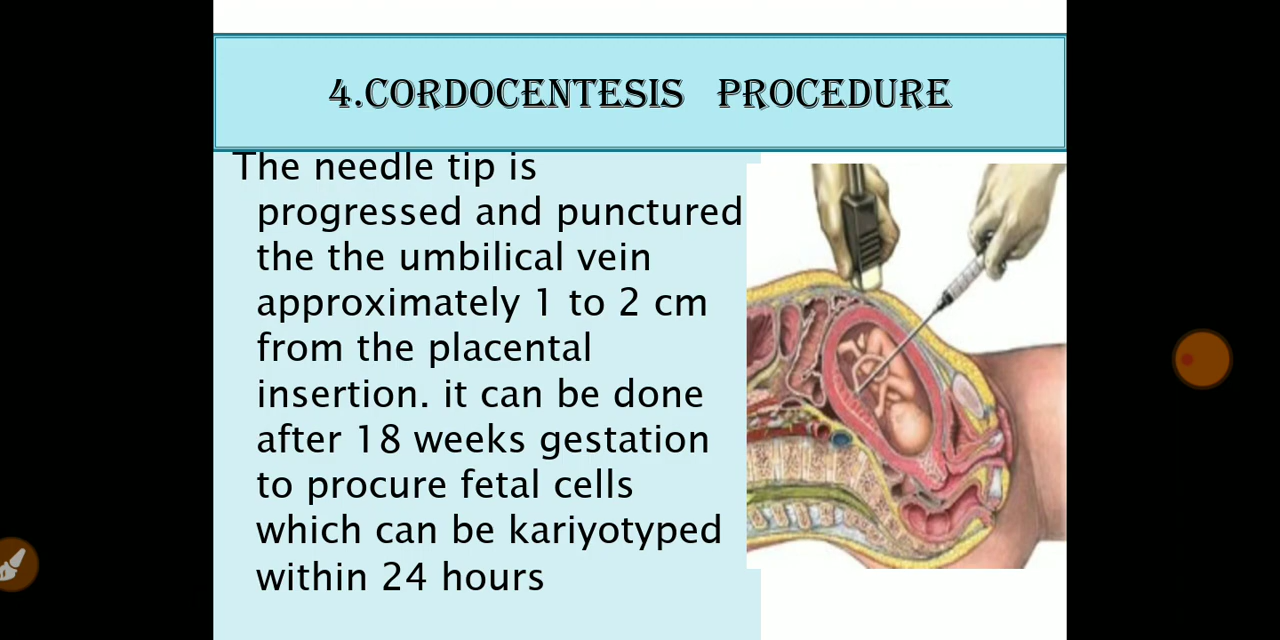 4.CORDOCENTESIS PROCEDURE
The needle tip is
progressed and punctured
the the umbilical vein
approximately 1 to 2 cm
from the placental
insertion. it can be done
after 18 weeks gestation
to procure fetal cells
which can be kariyotyped
within 24 hours